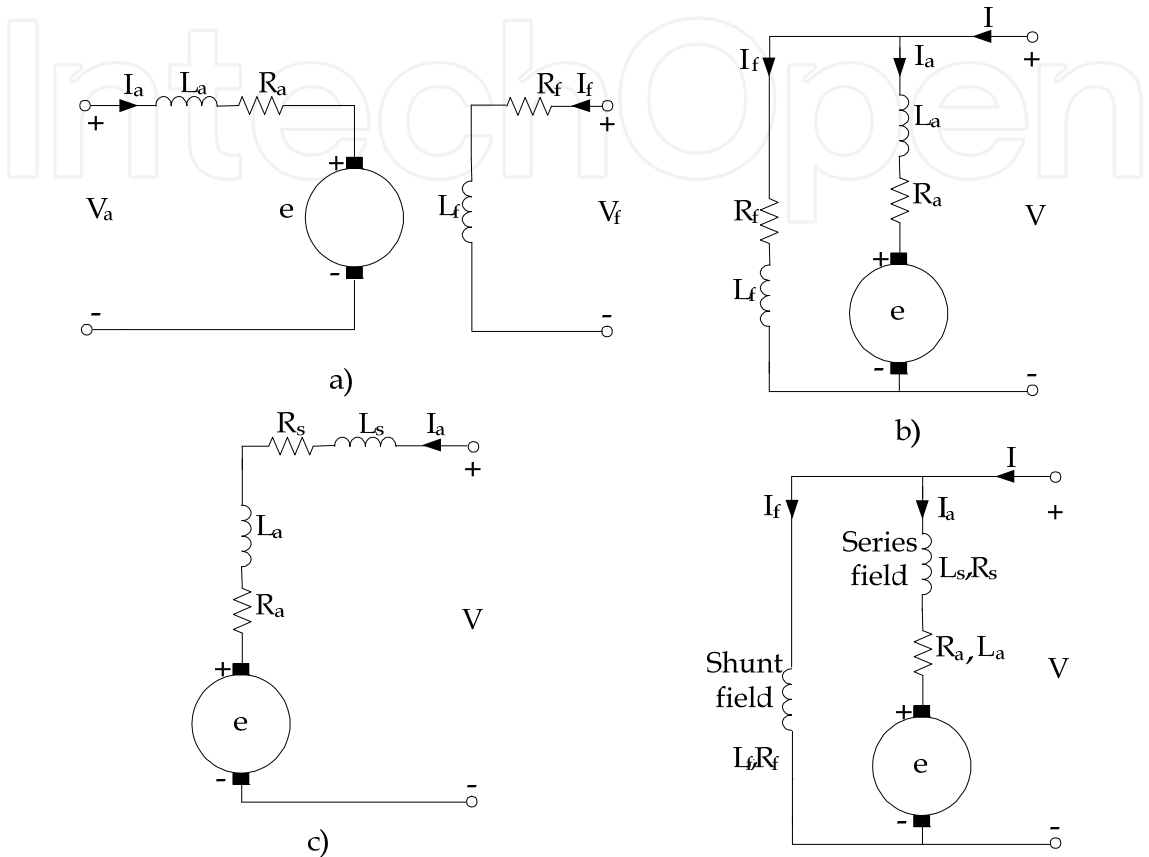 IntechOpen
Ia La Ra
Rf If
+ +
+
e
Va
Lf
Vf
-
- -
a)
I
+
If Ia
La
Ra
Rf
V
+
Lf
e
-
-
b)
Rs Ls Ia
+
La
Ra
V
+
e
-
-
c)
I
+
If Ia
Series
field
Ls,Rs
Ra, La
Shunt
field
V
+
Lf,Rf
e
-
-